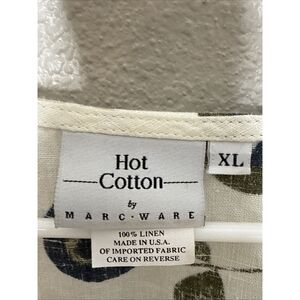 Hot
Cotton
by
MARC·WARE
XL
100% LINEN
MADE IN U.S.A.
OF IMPORTED FABRIC
CARE ON REVERSE